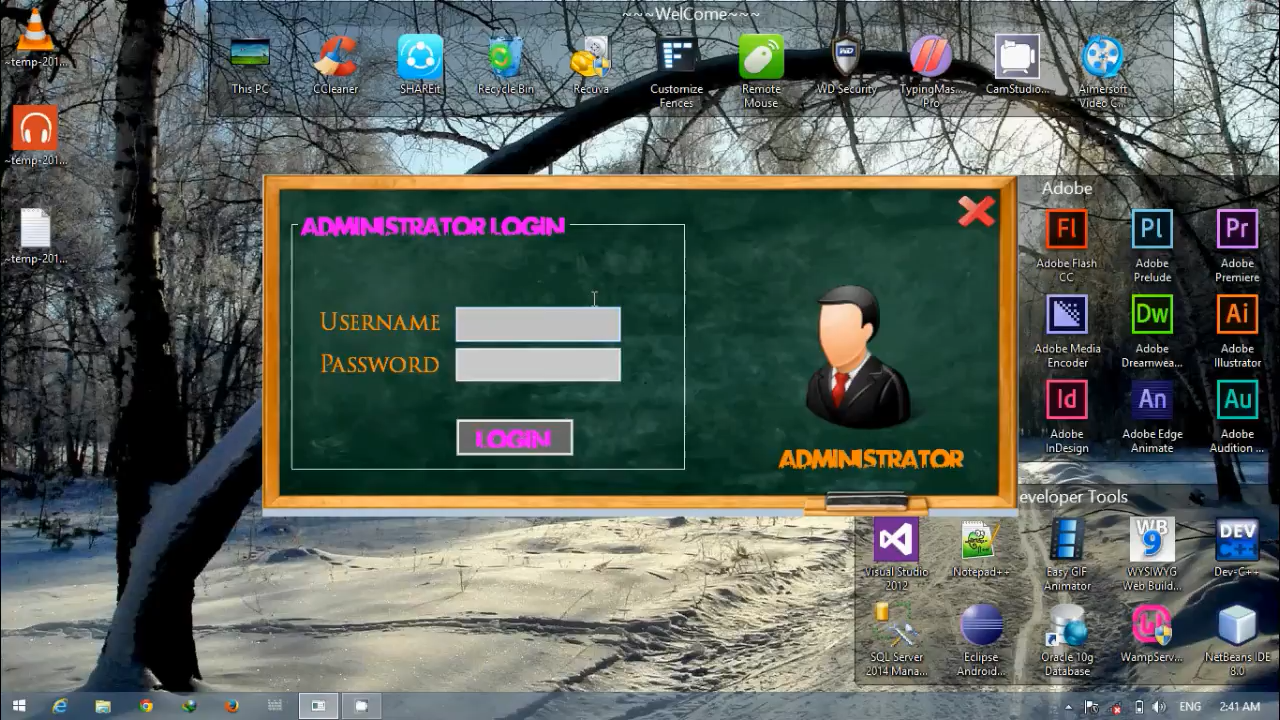 ~~~WelCome~~~
~temp-201...
~temp-201...
~temp-201...
This PC
CCleaner
SHAREit
Recycle Bin
Recuva
Customize
Fences
Remote
Mouse
WD
WD Security
TypingMas...
Pro
CamStudio...
Aimersoft
Video C...
ADMINISTRATOR LOGIN
USERNAME
PASSWORD
LOGIN
ADMINISTRATOR
Adobe
Fl
Adobe Flash
CC
Pl
Adobe
Prelude
Pr
Adobe
Premiere
Adobe Media
Encoder
Dw
Adobe
Dreamwea...
Ai
Adobe
Illustrator
Id
Adobe
InDesign
An
Adobe Edge
Animate
Au
Adobe
Audition ...
eveloper Tools
Visual Studio
2012
Notepad++
Easy GIF
Animator
WB
9
WYSIWYG
Web Build...
DEV
C++
Dev-C++
SQL Server
2014 Mana...
Eclipse
Android...
Oracle 10g
Database
WampServ...
NetBeans IDE
8.0
ENG
2:41 AM